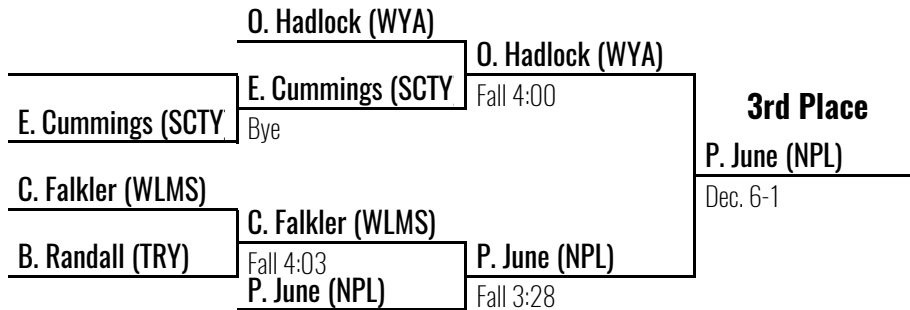 O. Hadlock (WYA)
O. Hadlock (WYA)
E. Cummings (SCTY
Fall 4:00
3rd Place
E. Cummings (SCTY)
Bye
P. June (NPL)
C. Falkler (WLMS)
Dec. 6-1
C. Falkler (WLMS)
B. Randall (TRY)
Fall 4:03
P. June (NPL)
P. June (NPL)
Fall 3:28